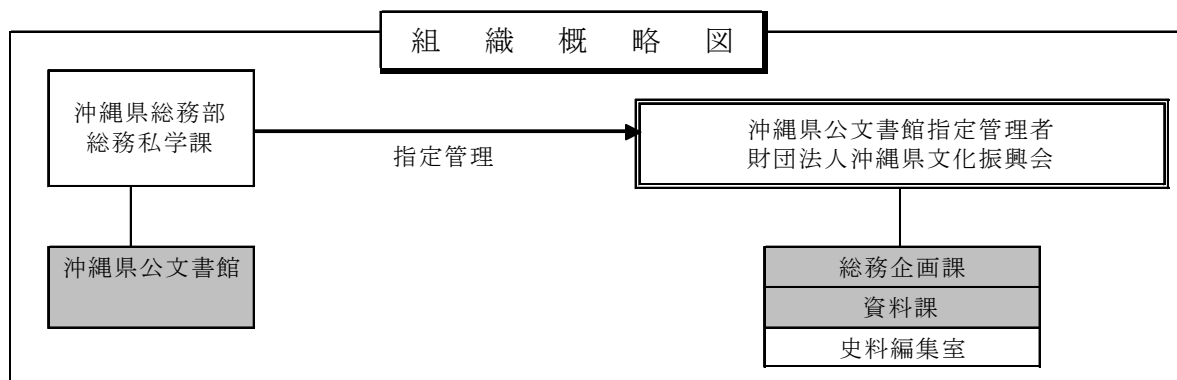 組織概略図
沖縄県総務部
総務私学課
指定管理
沖縄県公文書館指定管理者
財団法人沖縄県文化振興会
沖縄県公文書館
総務企画課
資料課
史料編集室